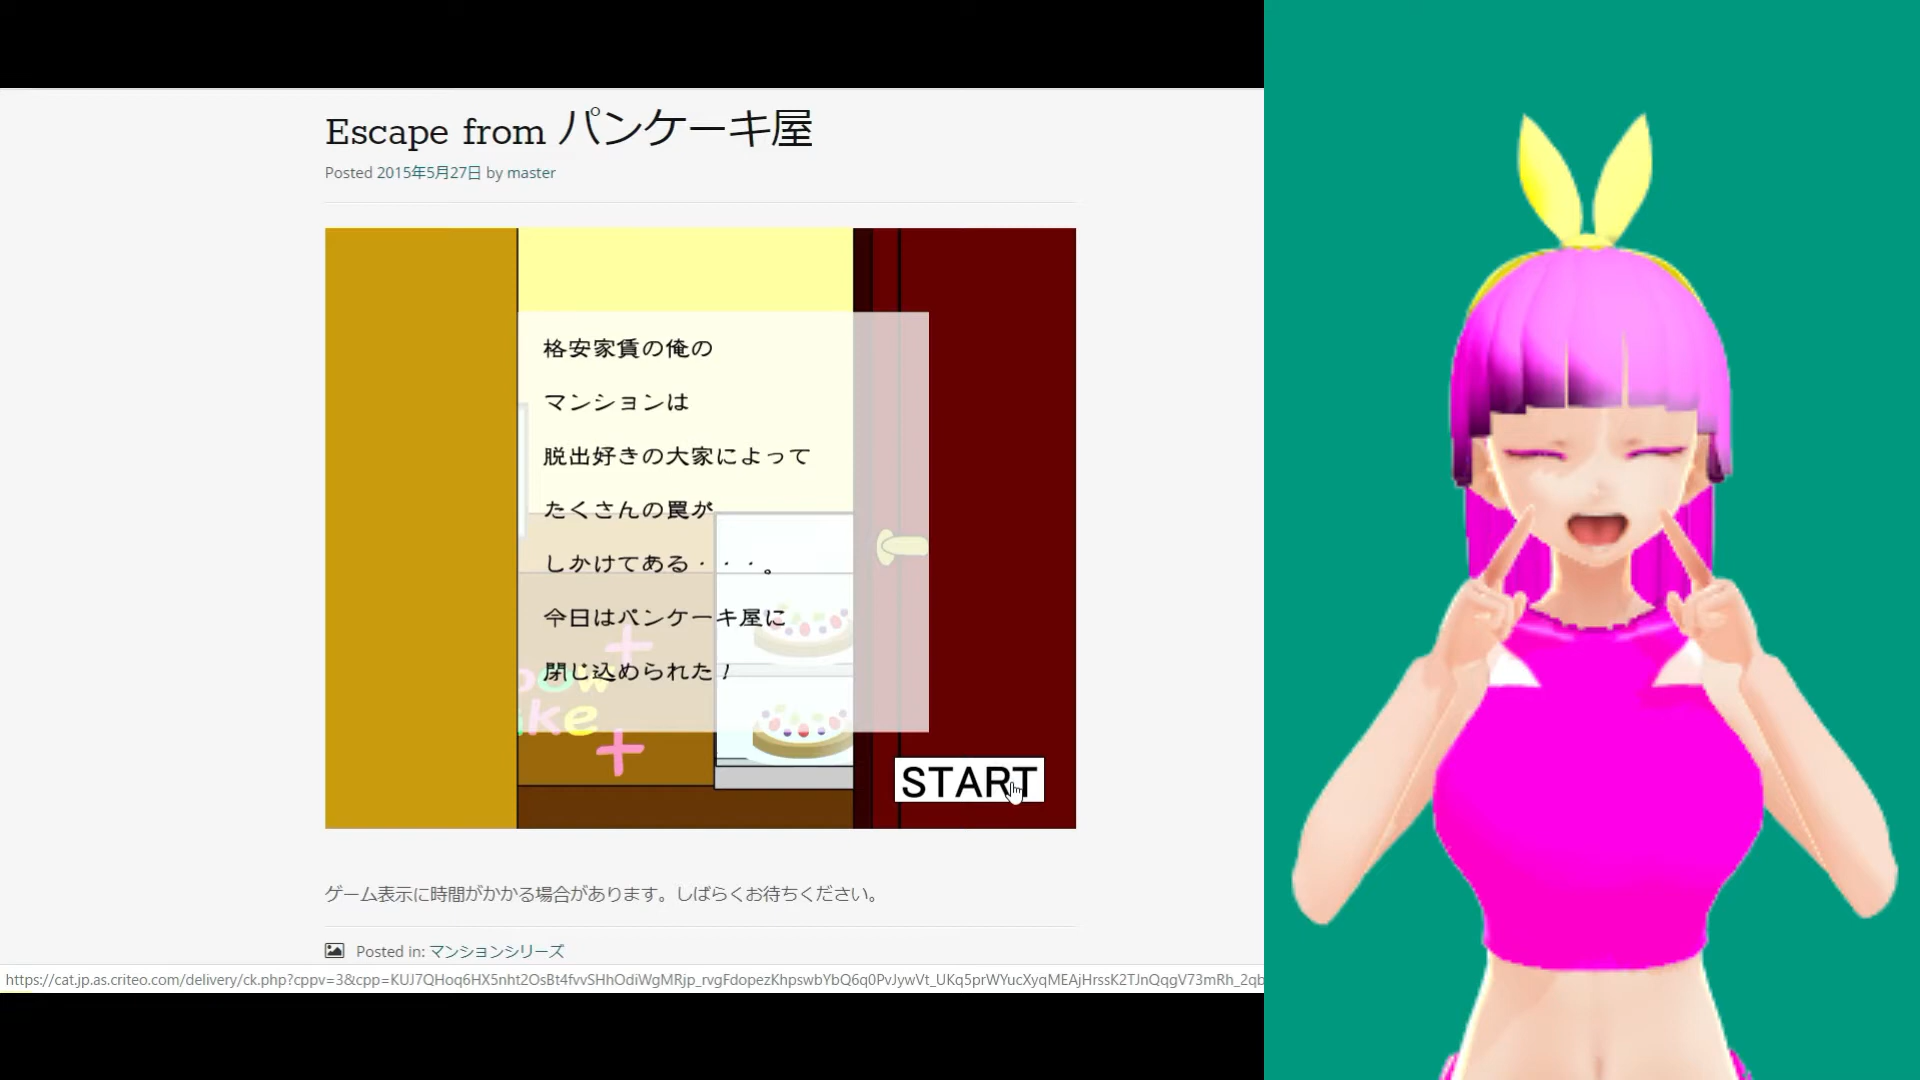 Escape from パンケーキ屋
Posted 2015年5月27日 by master
格安家賃の俺の
マンションは
脱出好きの大家によって
たくさんの罠が
しかけてある・・・。
今日はパンケーキ屋に
閉じ込められた!
ow
ke
START
ゲーム表示に時間がかかる場合があります。しばらくお待ちください。
Posted in: マンションシリーズ
https://cat.jp.as.criteo.com/delivery/ck.php?cppv=3&cpp=KUJ7QHoq6HX5nht2OsBt4fvvSHhOdiWgMRjp_rvgFdopezKhpswbYbQ6q0PvJywVt_UKq5prWYucXyqMEAjHrssK2TJnQqgV73mRh_2qb